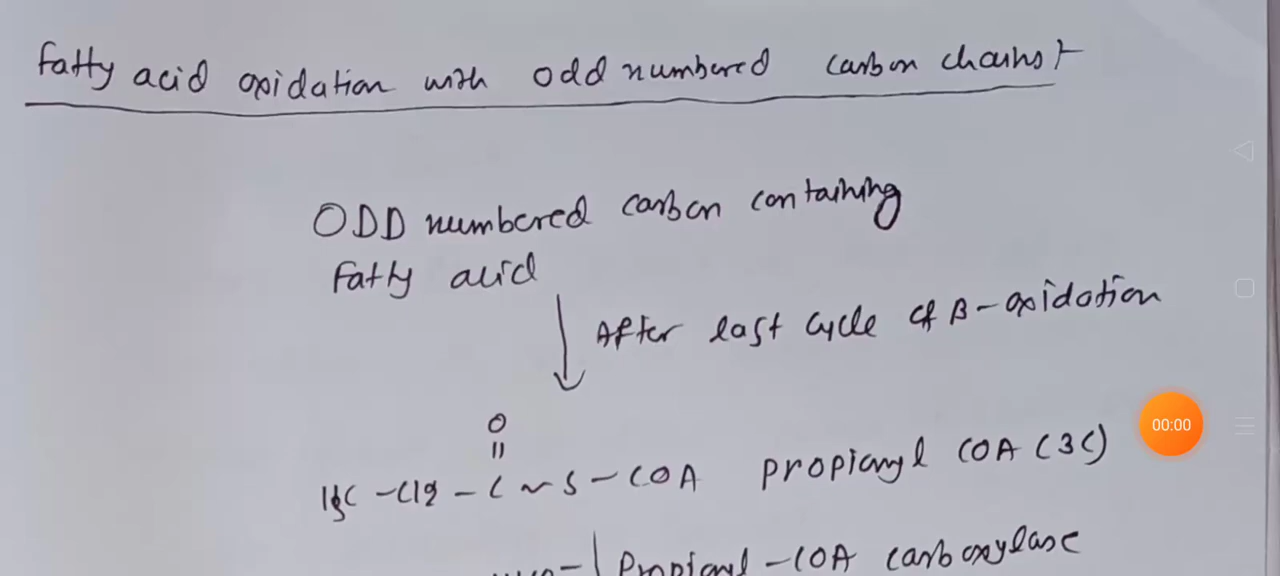 Fatty acid oxidation with odd numbered carbon chains :-
ODD numbered carbon containing
Fatty acid
After last cycle of β-oxidation
O
H3C - CH2 - C ~ S - COA Propionyl COA (3C)
Propionyl - COA carboxylase
00:00